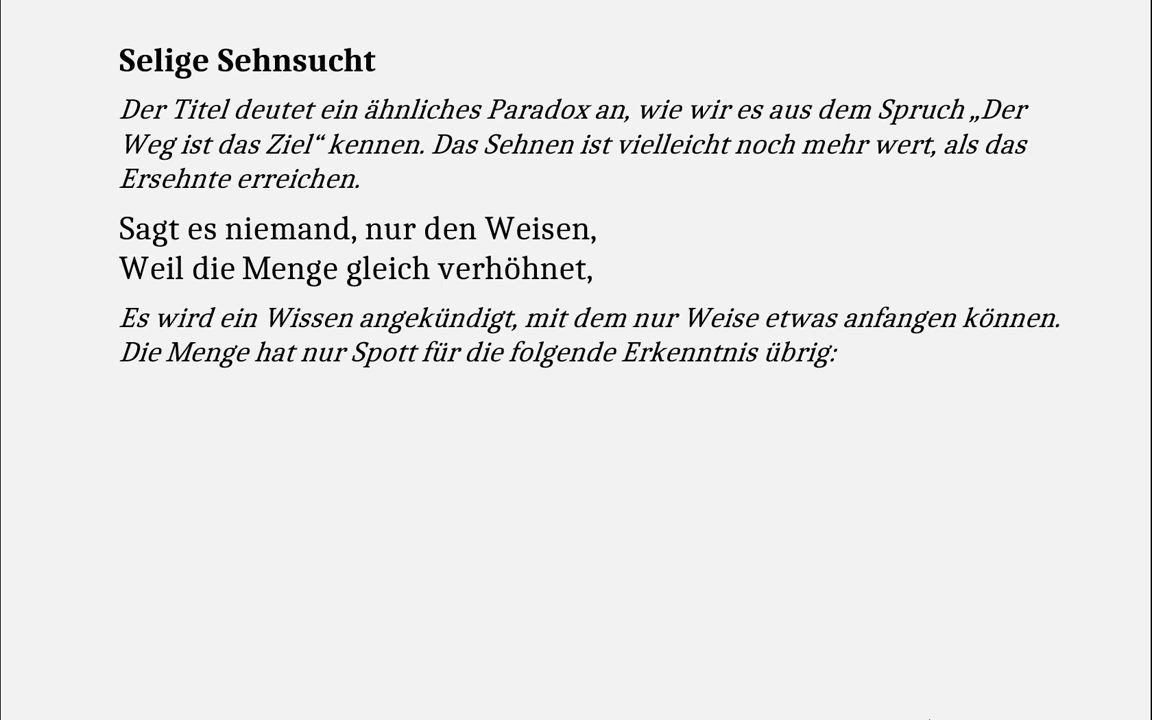 Selige Sehnsucht
Der Titel deutet ein ähnliches Paradox an, wie wir es aus dem Spruch „Der
Weg ist das Ziel“ kennen. Das Sehnen ist vielleicht noch mehr wert, als das
Ersehnte erreichen.
Sagt es niemand, nur den Weisen,
Weil die Menge gleich verhöhnet,
Es wird ein Wissen angekündigt, mit dem nur Weise etwas anfangen können.
Die Menge hat nur Spott für die folgende Erkenntnis übrig: